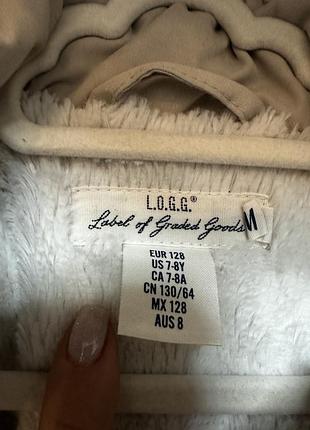 L.O.G.G.®
Label of Graded Goods
EUR 128
US 7-8Y
CA 7-8A
CN 130/64
MX 128
AUS 8